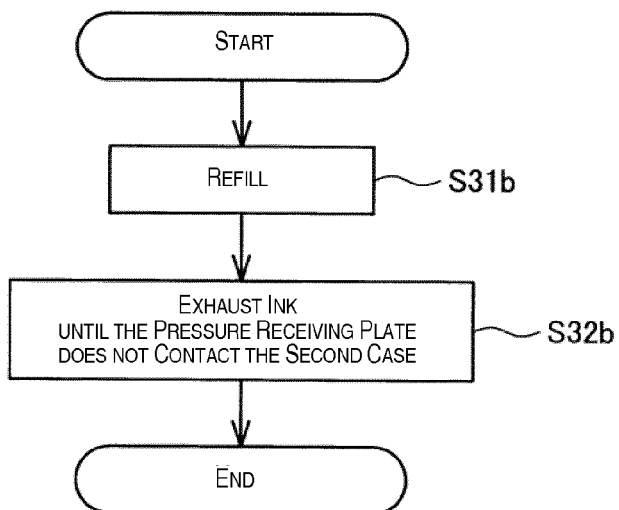 START
REFILL
S31b
EXHAUST INK
UNTIL THE PRESSURE RECEIVING PLATE
DOES NOT CONTACT THE SECOND CASE
S32b
END